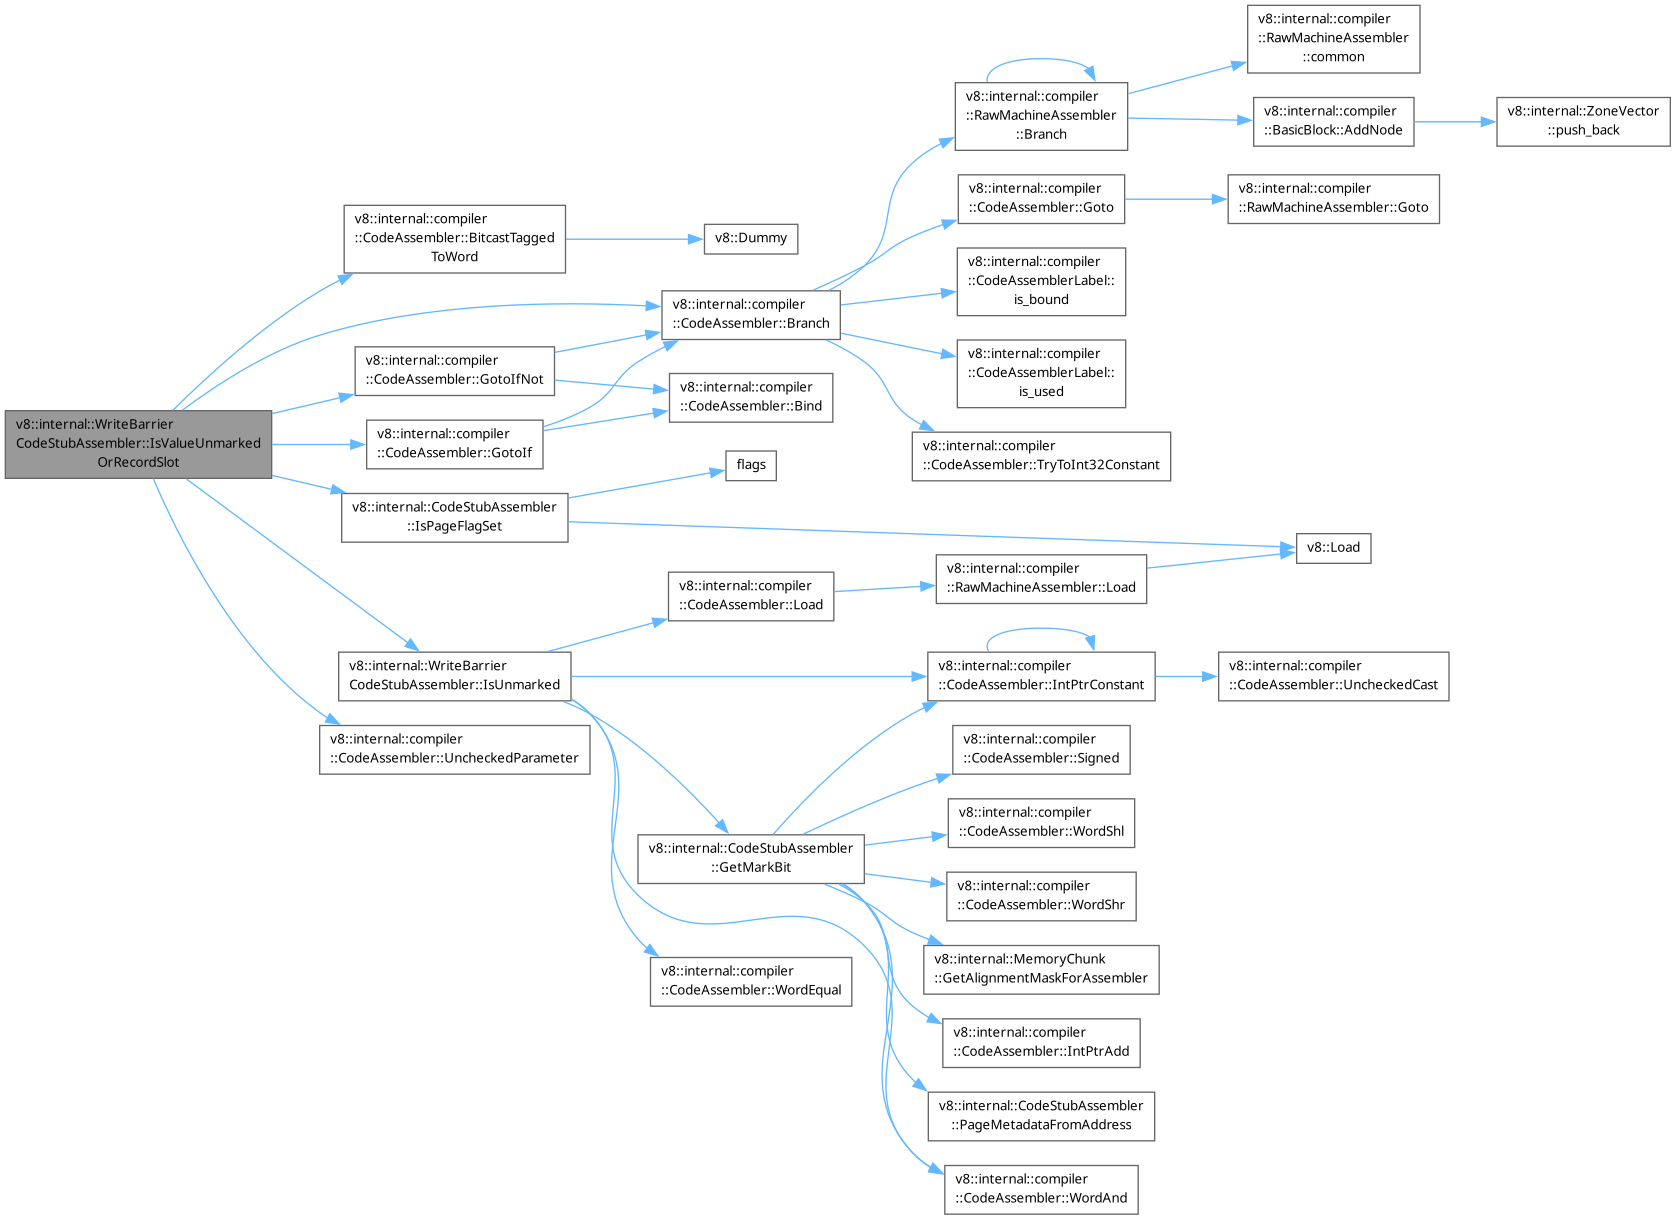 v8::internal::WriteBarrier
CodeStubAssembler::IsValueUnmarked
OrRecordSlot
v8::internal::compiler
::CodeAssembler::BitcastTagged
ToWord
v8::Dummy
v8::internal::compiler
::CodeAssembler::Branch
v8::internal::compiler
::RawMachineAssembler
::Branch
v8::internal::compiler
::RawMachineAssembler
::common
v8::internal::compiler
::BasicBlock::AddNode
v8::internal::ZoneVector
::push_back
v8::internal::compiler
::CodeAssembler::Goto
v8::internal::compiler
::RawMachineAssembler::Goto
v8::internal::compiler
::CodeAssemblerLabel::
is_bound
v8::internal::compiler
::CodeAssemblerLabel::
is_used
v8::internal::compiler
::CodeAssembler::TryToInt32Constant
v8::internal::compiler
::CodeAssembler::GotoIfNot
v8::internal::compiler
::CodeAssembler::Bind
v8::internal::compiler
::CodeAssembler::GotoIf
v8::internal::CodeStubAssembler
::IsPageFlagSet
flags
v8::Load
v8::internal::WriteBarrier
CodeStubAssembler::IsUnmarked
v8::internal::compiler
::CodeAssembler::Load
v8::internal::compiler
::RawMachineAssembler::Load
v8::internal::compiler
::CodeAssembler::IntPtrConstant
v8::internal::compiler
::CodeAssembler::UncheckedCast
v8::internal::compiler
::CodeAssembler::UncheckedParameter
v8::internal::CodeStubAssembler
::GetMarkBit
v8::internal::compiler
::CodeAssembler::Signed
v8::internal::compiler
::CodeAssembler::WordShl
v8::internal::compiler
::CodeAssembler::WordShr
v8::internal::MemoryChunk
::GetAlignmentMaskForAssembler
v8::internal::compiler
::CodeAssembler::IntPtrAdd
v8::internal::CodeStubAssembler
::PageMetadataFromAddress
v8::internal::compiler
::CodeAssembler::WordAnd
v8::internal::compiler
::CodeAssembler::WordEqual